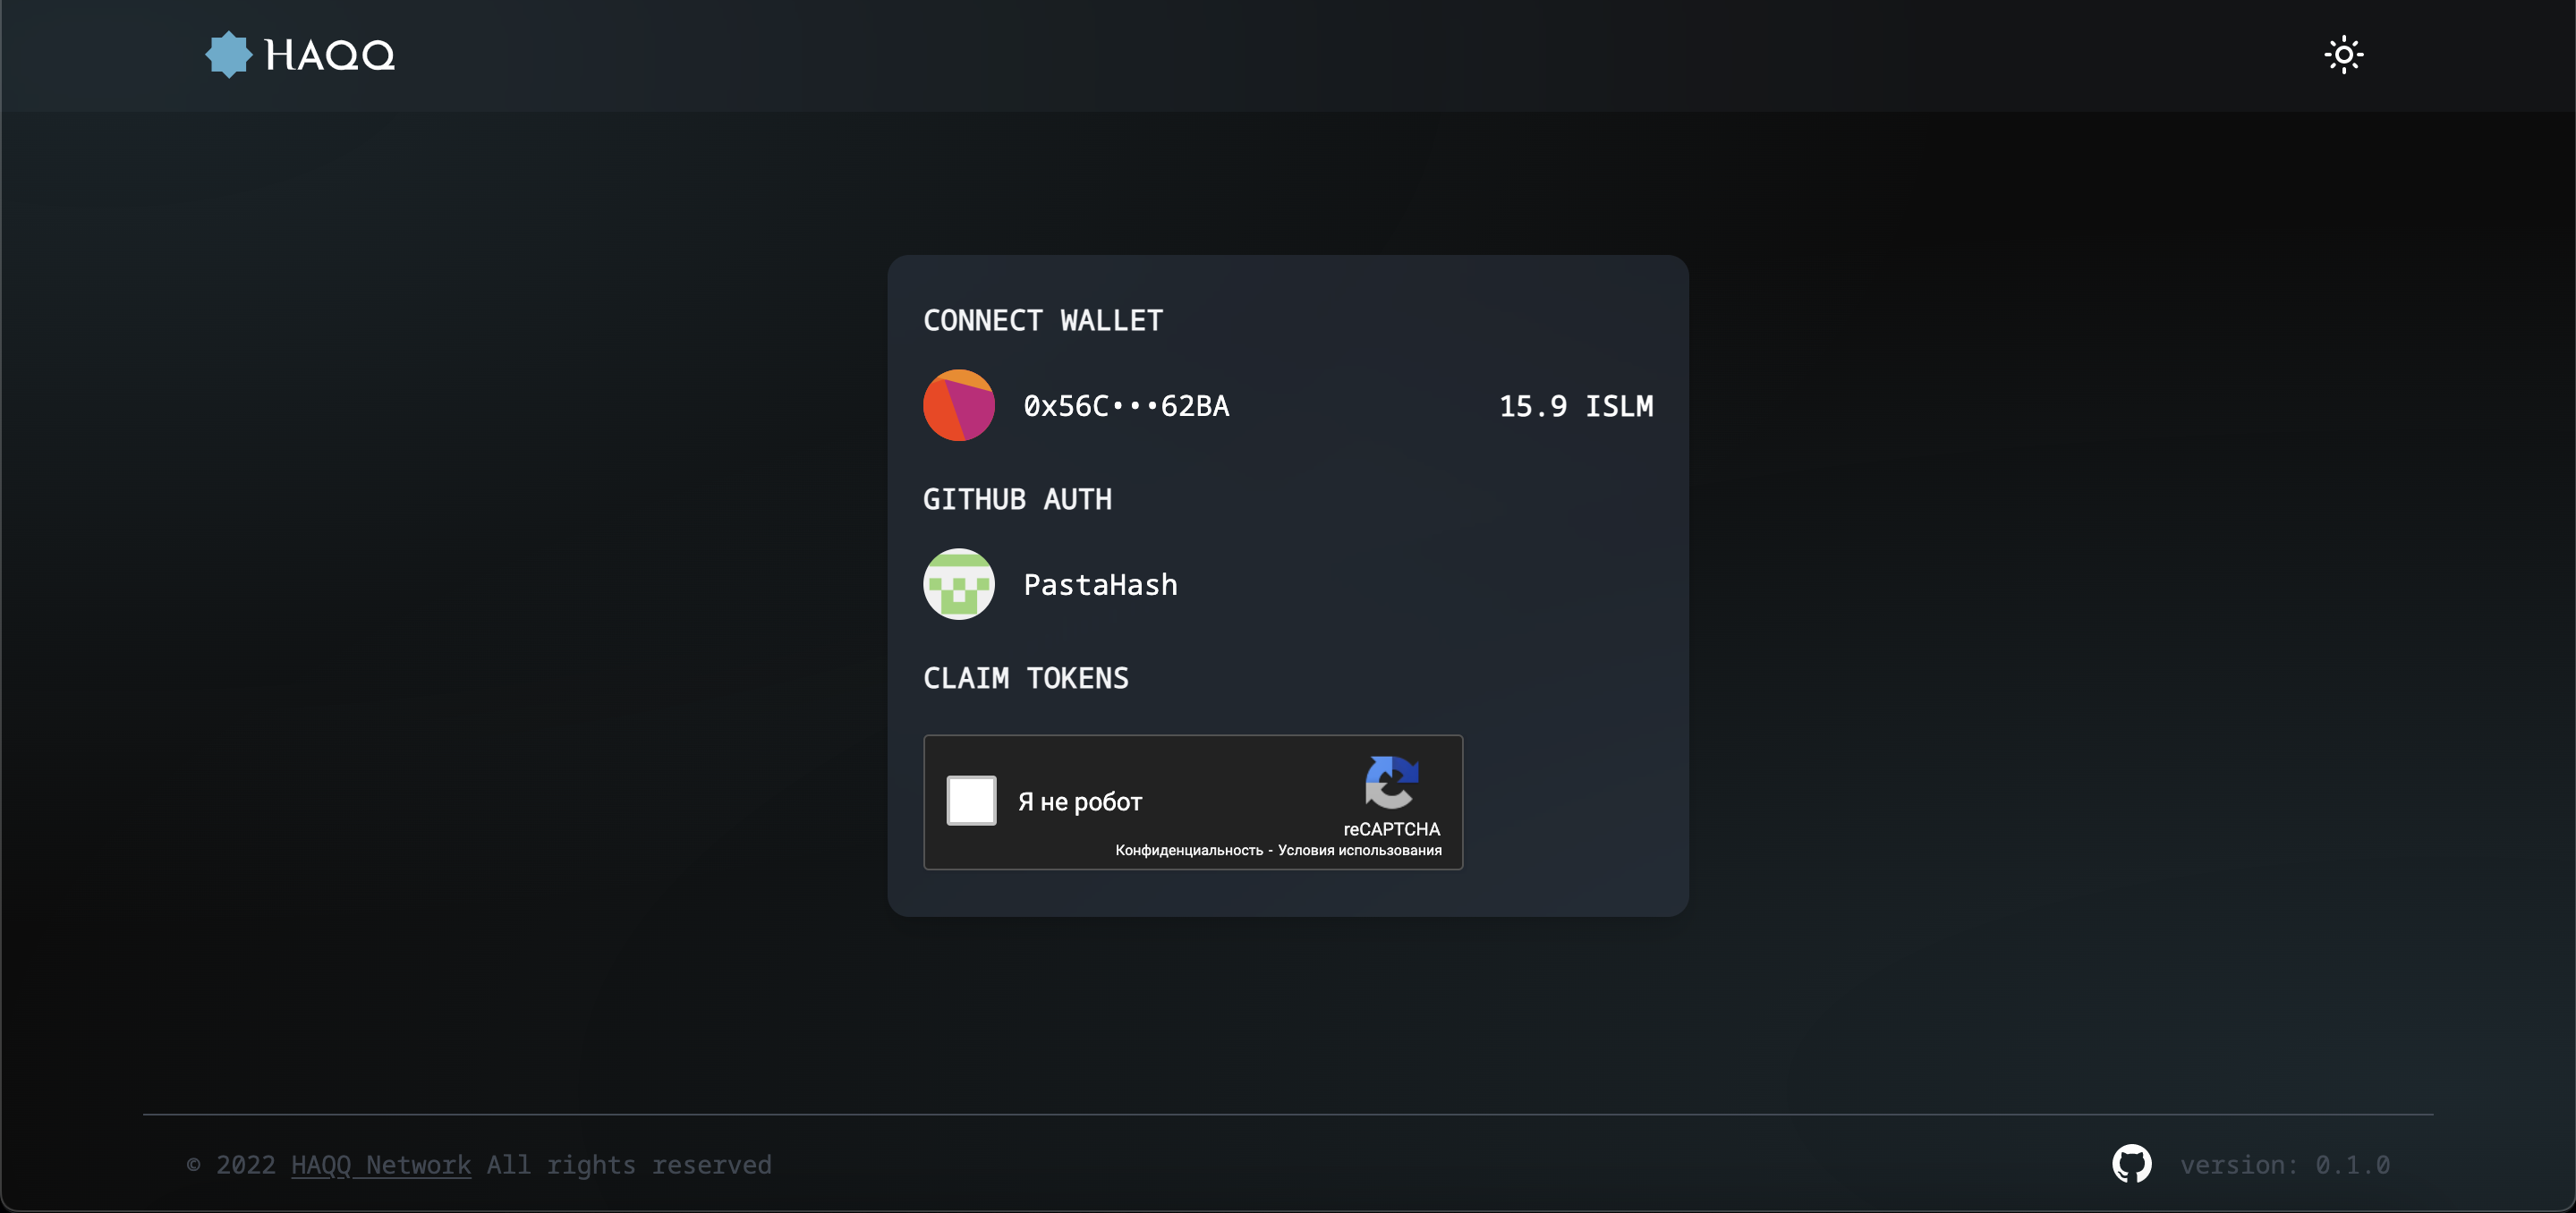 HAQQ
CONNECT WALLET
0x56C•••62BA 15.9 ISLM
GITHUB AUTH
PastaHash
CLAIM TOKENS
Я не робот
reCAPTCHA
Конфиденциальность - Условия использования
© 2022 HAQQ Network All rights reserved
version: 0.1.0